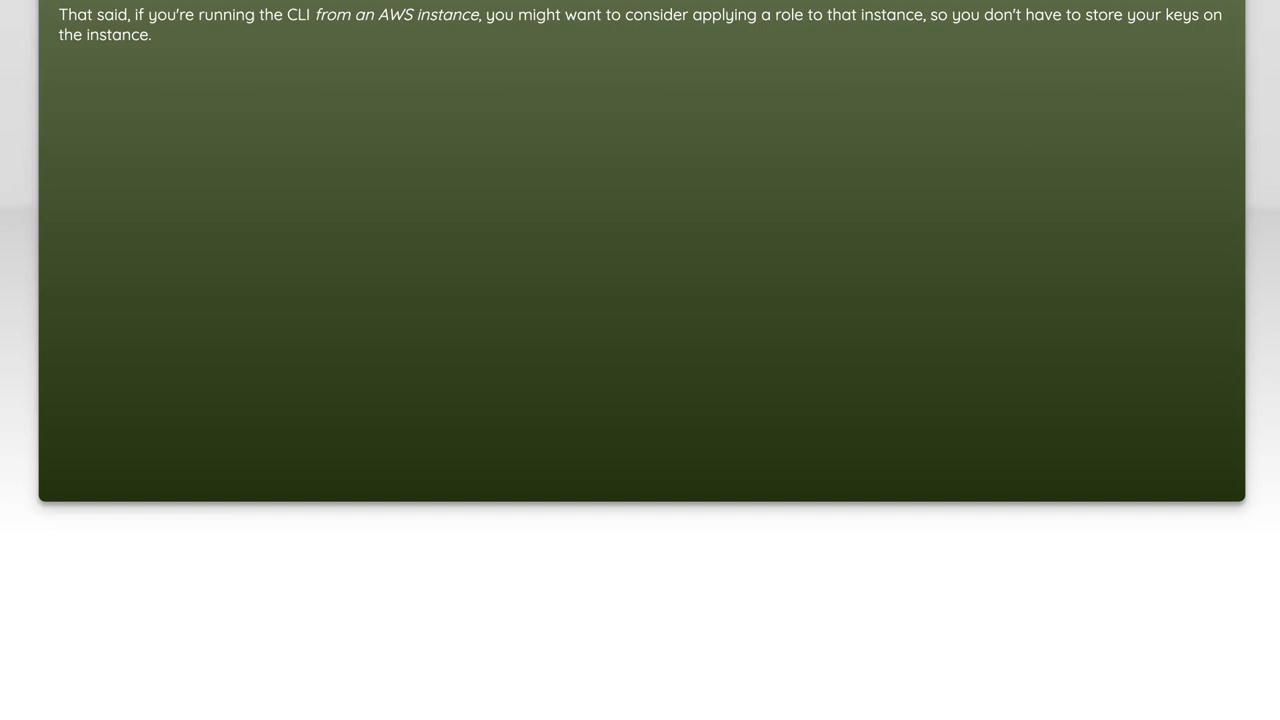 That said, if you're running the CLI from an AWS instance, you might want to consider applying a role to that instance, so you don't have to store your keys on
the instance.